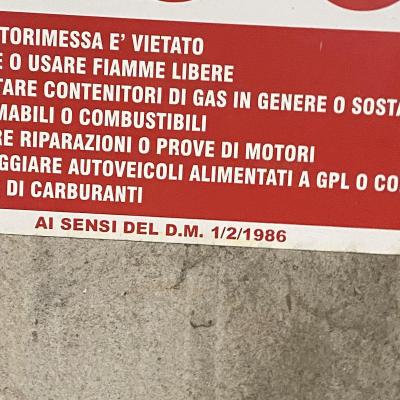 TORIMESSA E' VIETATO
E O USARE FIAMME LIBERE
TARE CONTENITORI DI GAS IN GENERE O SOSTA
MABILI O COMBUSTIBILI
RE RIPARAZIONI O PROVE DI MOTORI
EGGIARE AUTOVEICOLI ALIMENTATI A GPL O CO
DI CARBURANTI
AI SENSI DEL D.M. 1/2/1986